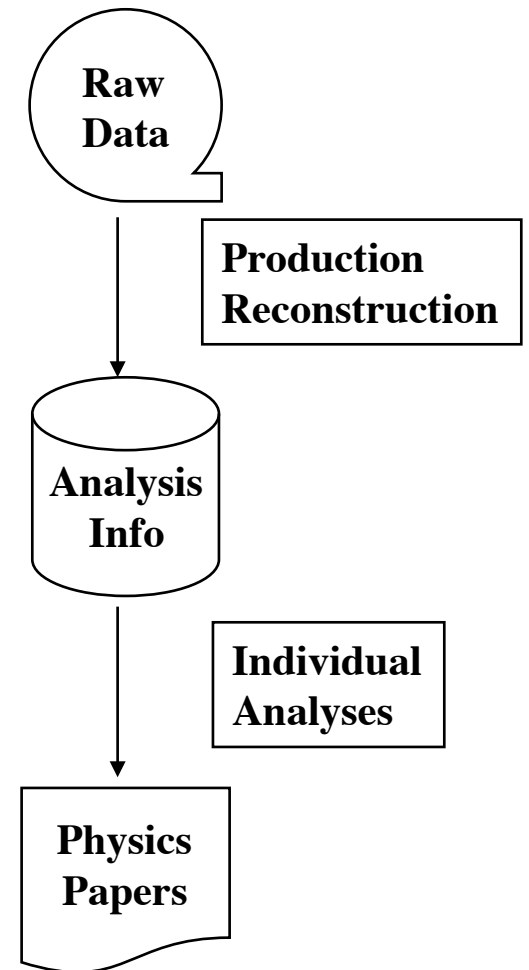 Raw
Data
Production
Reconstruction
Analysis
Info
Individual
Analyses
Physics
Papers